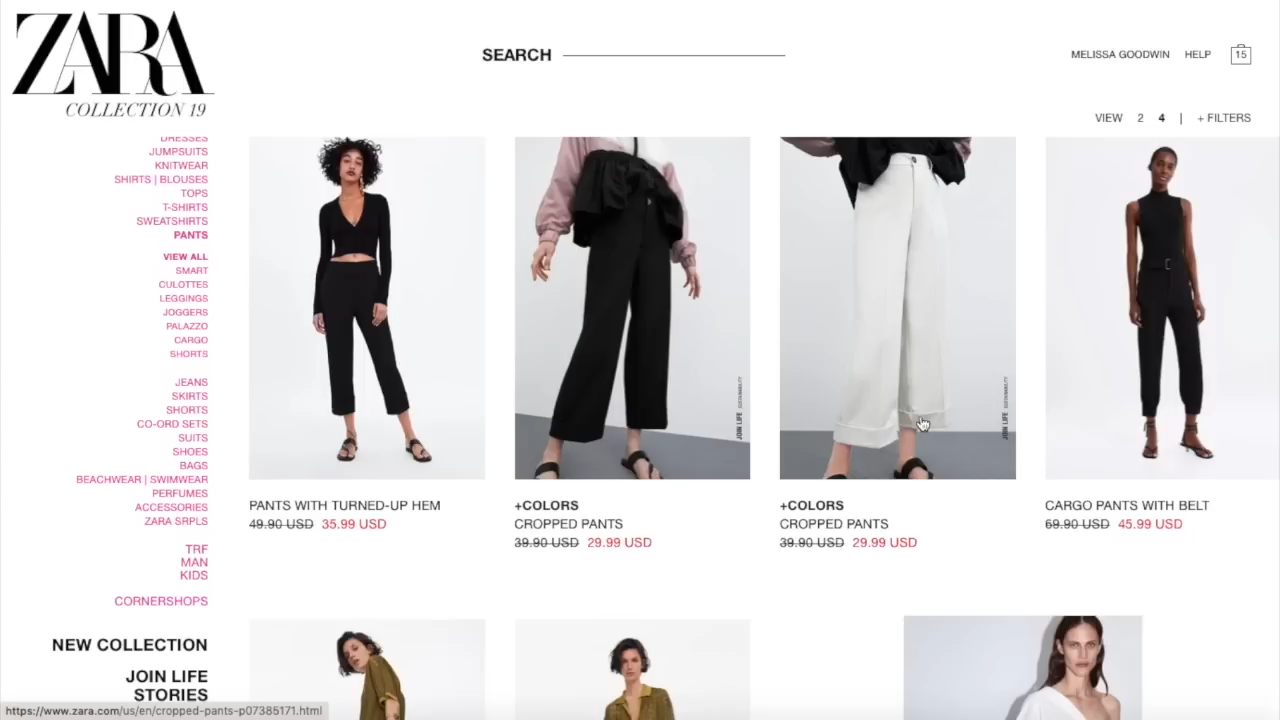 ZARA
COLLECTION 19
SEARCH
MELISSA GOODWIN HELP 15
VIEW 2 4 | + FILTERS
DRESSES
JUMPSUITS
KNITWEAR
SHIRTS | BLOUSES
TOPS
T-SHIRTS
SWEATSHIRTS
PANTS
VIEW ALL
SMART
CULOTTES
LEGGINGS
JOGGERS
PALAZZO
CARGO
SHORTS
JEANS
SKIRTS
SHORTS
CO-ORD SETS
SUITS
SHOES
BAGS
BEACHWEAR | SWIMWEAR
PERFUMES
ACCESSORIES
ZARA SRPLS
TRF
MAN
KIDS
CORNERSHOPS
NEW COLLECTION
JOIN LIFE
STORIES
JOIN LIFE SUSTAINABILITY
JOIN LIFE SUSTAINABILITY
PANTS WITH TURNED-UP HEM
49.90 USD 35.99 USD
+COLORS
CROPPED PANTS
39.90 USD 29.99 USD
+COLORS
CROPPED PANTS
39.90 USD 29.99 USD
CARGO PANTS WITH BELT
69.90 USD 45.99 USD
https://www.zara.com/us/en/cropped-pants-p07385171.html